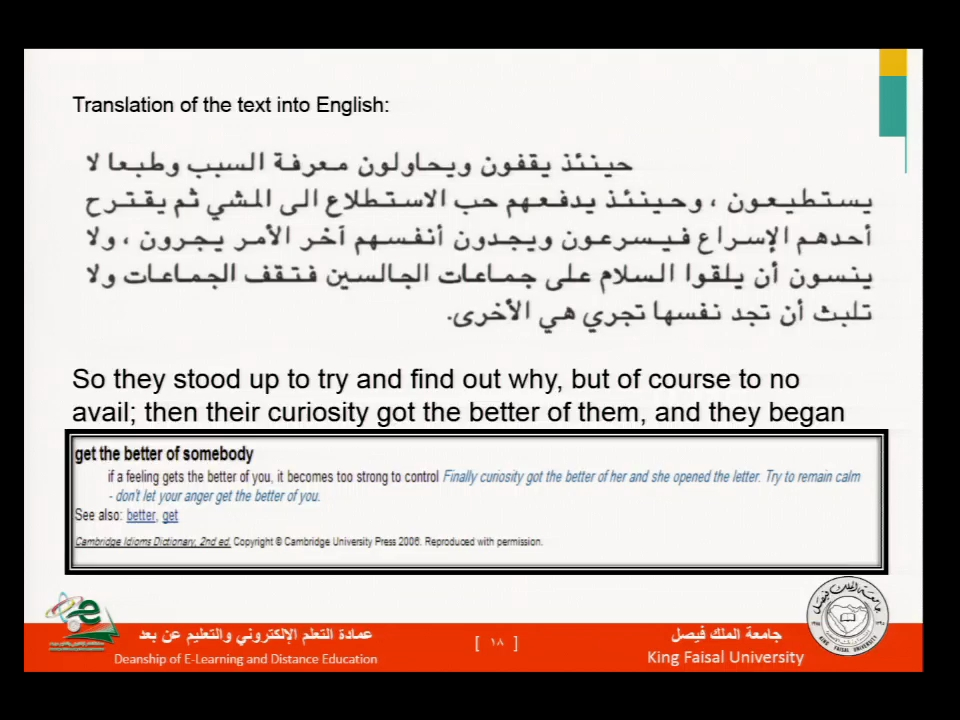 Translation of the text into English:
حينئذ يقفون ويحاولون معرفة السبب وطبعا لا
يستطيعون ، وحينئذ يدفعهم حب الاستطلاع الى المشي ثم يقترح
أحدهم الإسراع فيسرعون ويجدون أنفسهم آخر الأمر يجرون ، ولا
ينسون أن يلقوا السلام على جماعات الجالسين فتقف الجماعات ولا
تلبث أن تجد نفسها تجري هي الأخرى.
So they stood up to try and find out why, but of course to no
avail; then their curiosity got the better of them, and they began
get the better of somebody
if a feeling gets the better of you, it becomes too strong to control Finally curiosity got the better of her and she opened the letter. Try to remain calm
- don't let your anger get the better of you.
See also: better, get
Cambridge Idioms Dictionary, 2nd ed. Copyright © Cambridge University Press 2006. Reproduced with permission.
عمادة التعلم الإلكتروني والتعليم عن بعد
Deanship of E-Learning and Distance Education
[ ١٨ ]
جامعة الملك فيصل
King Faisal University
جامعة الملك فيصل
KING FAISAL UNIVERSITY